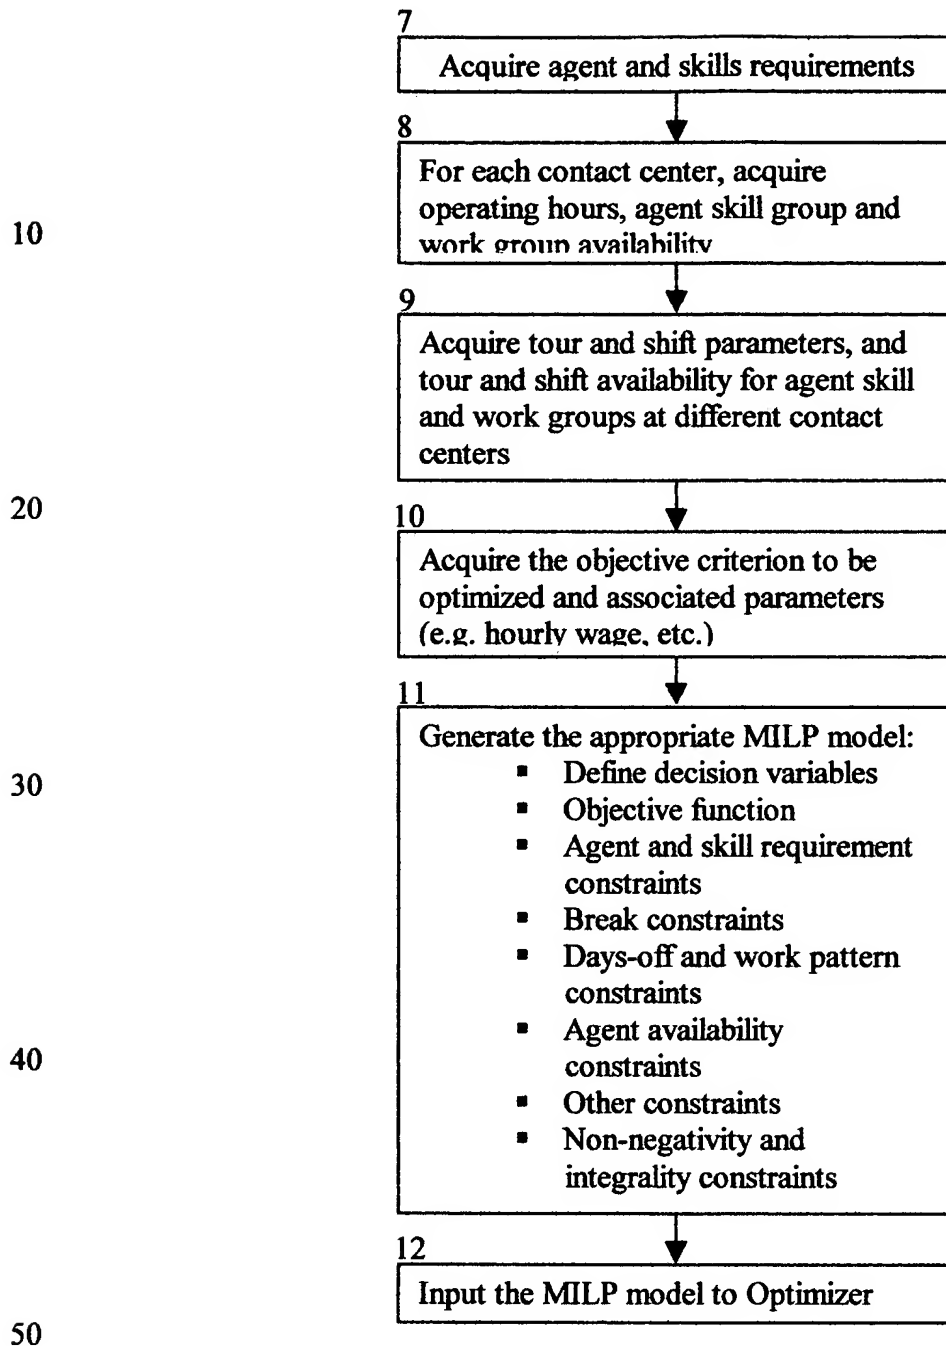 7
Acquire agent and skills requirements
8
For each contact center, acquire
operating hours, agent skill group and
work group availability
10
9
Acquire tour and shift parameters, and
tour and shift availability for agent skill
and work groups at different contact
centers
20
10
Acquire the objective criterion to be
optimized and associated parameters
(e.g. hourly wage, etc.)
11
Generate the appropriate MILP model:
30
▪ Define decision variables
▪ Objective function
▪ Agent and skill requirement
constraints
▪ Break constraints
▪ Days-off and work pattern
constraints
▪ Agent availability
constraints
40
▪ Other constraints
▪ Non-negativity and
integrality constraints
12
Input the MILP model to Optimizer
50